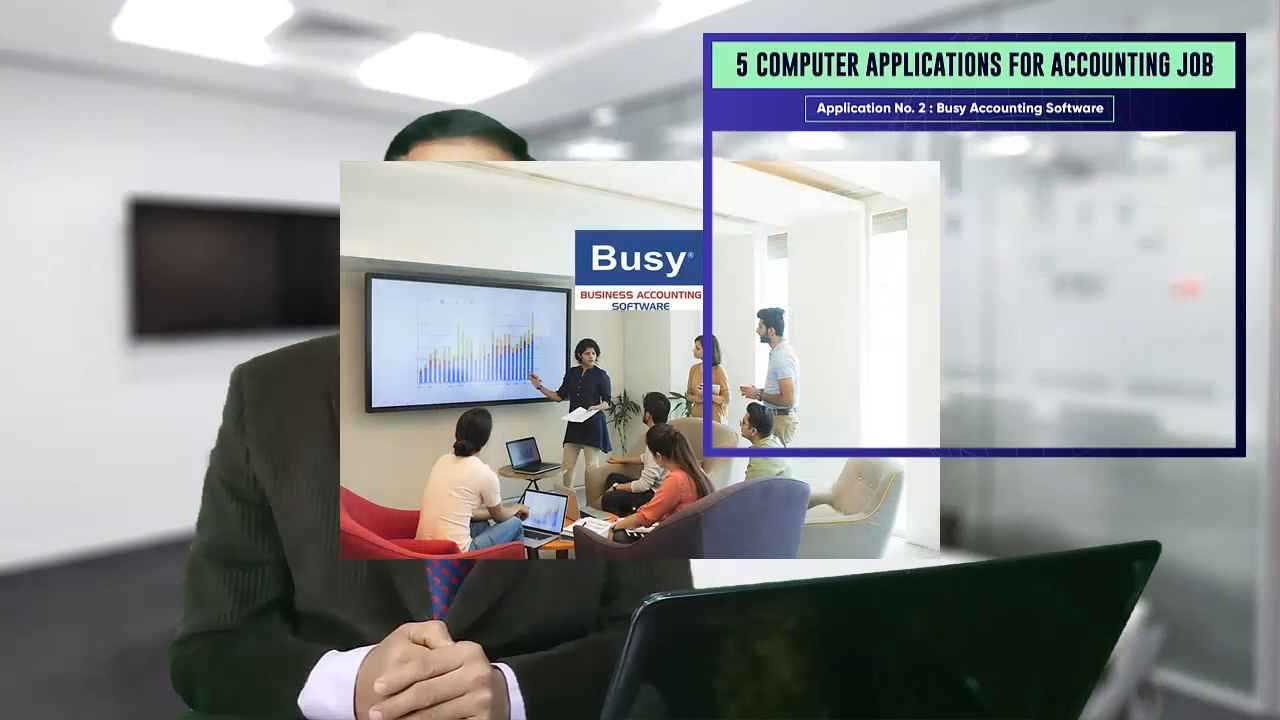 5 COMPUTER APPLICATIONS FOR ACCOUNTING JOB
Application No. 2 : Busy Accounting Software
Busy®
BUSINESS ACCOUNTING
SOFTWARE